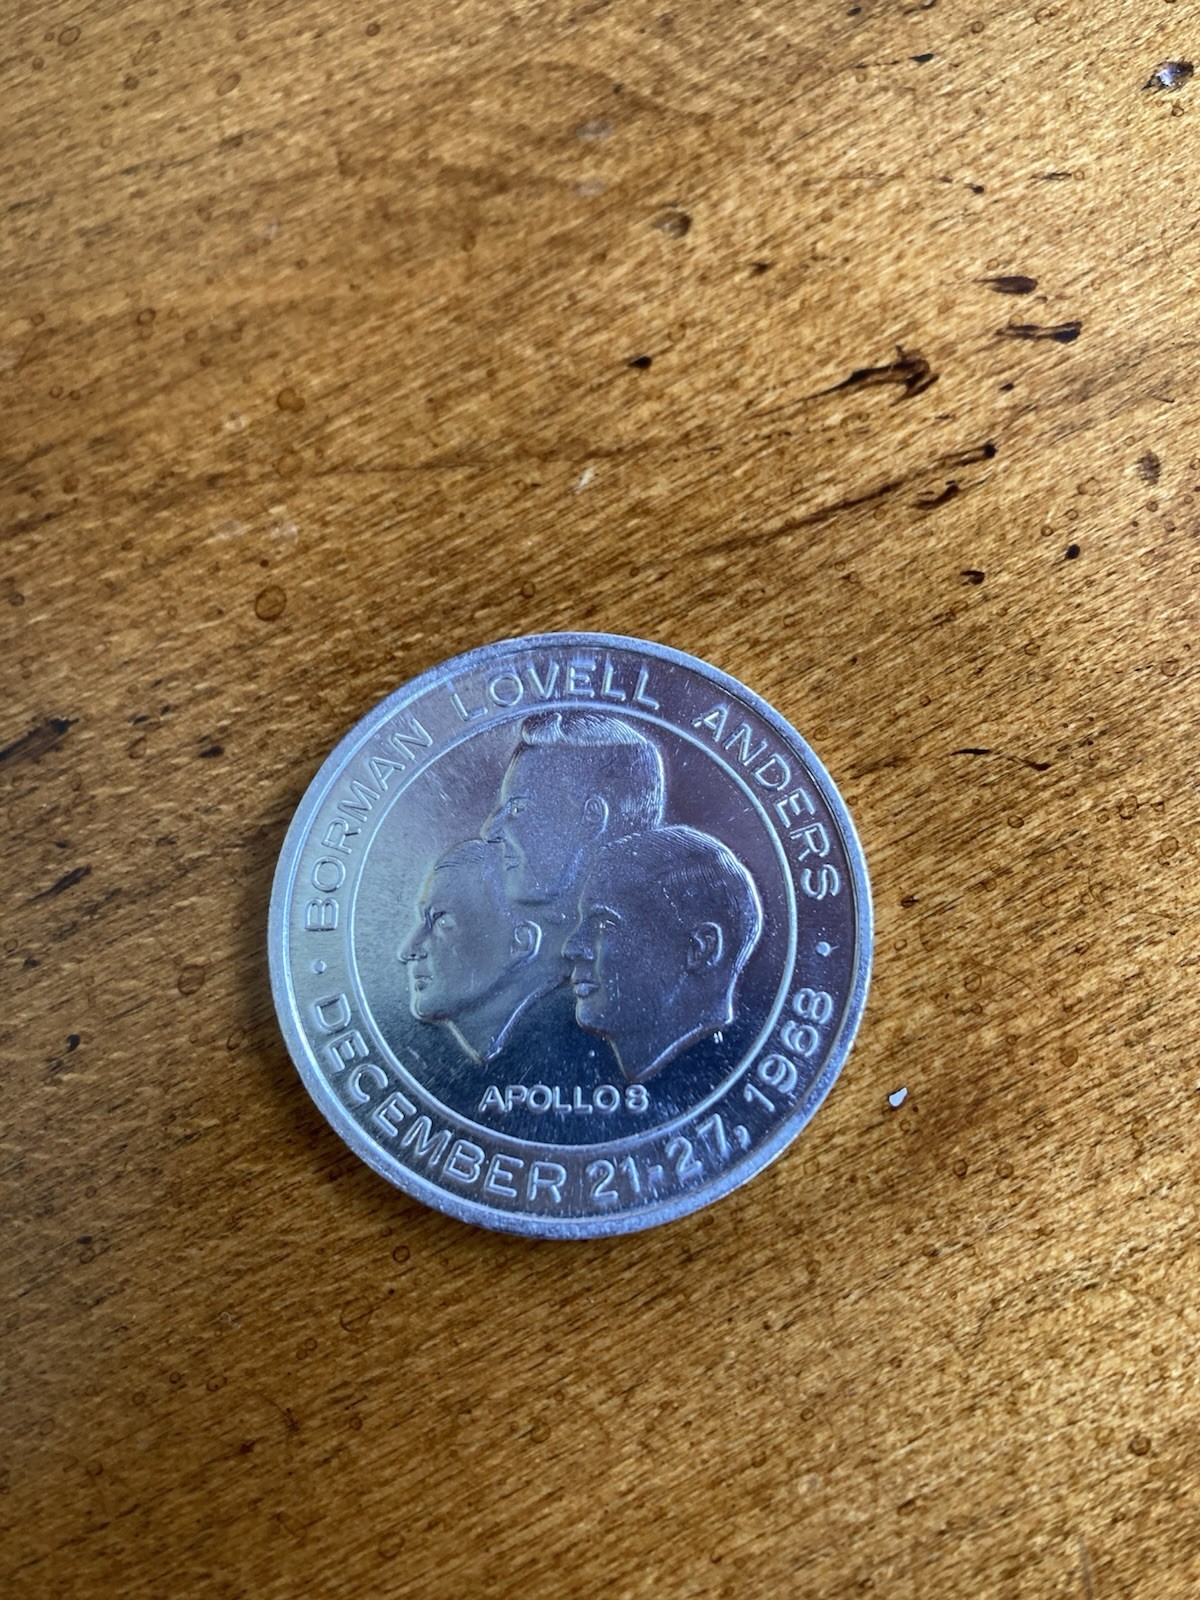 BORMAN LOVELL ANDERS
APOLLO 8
• DECEMBER 21-27, 1968 •